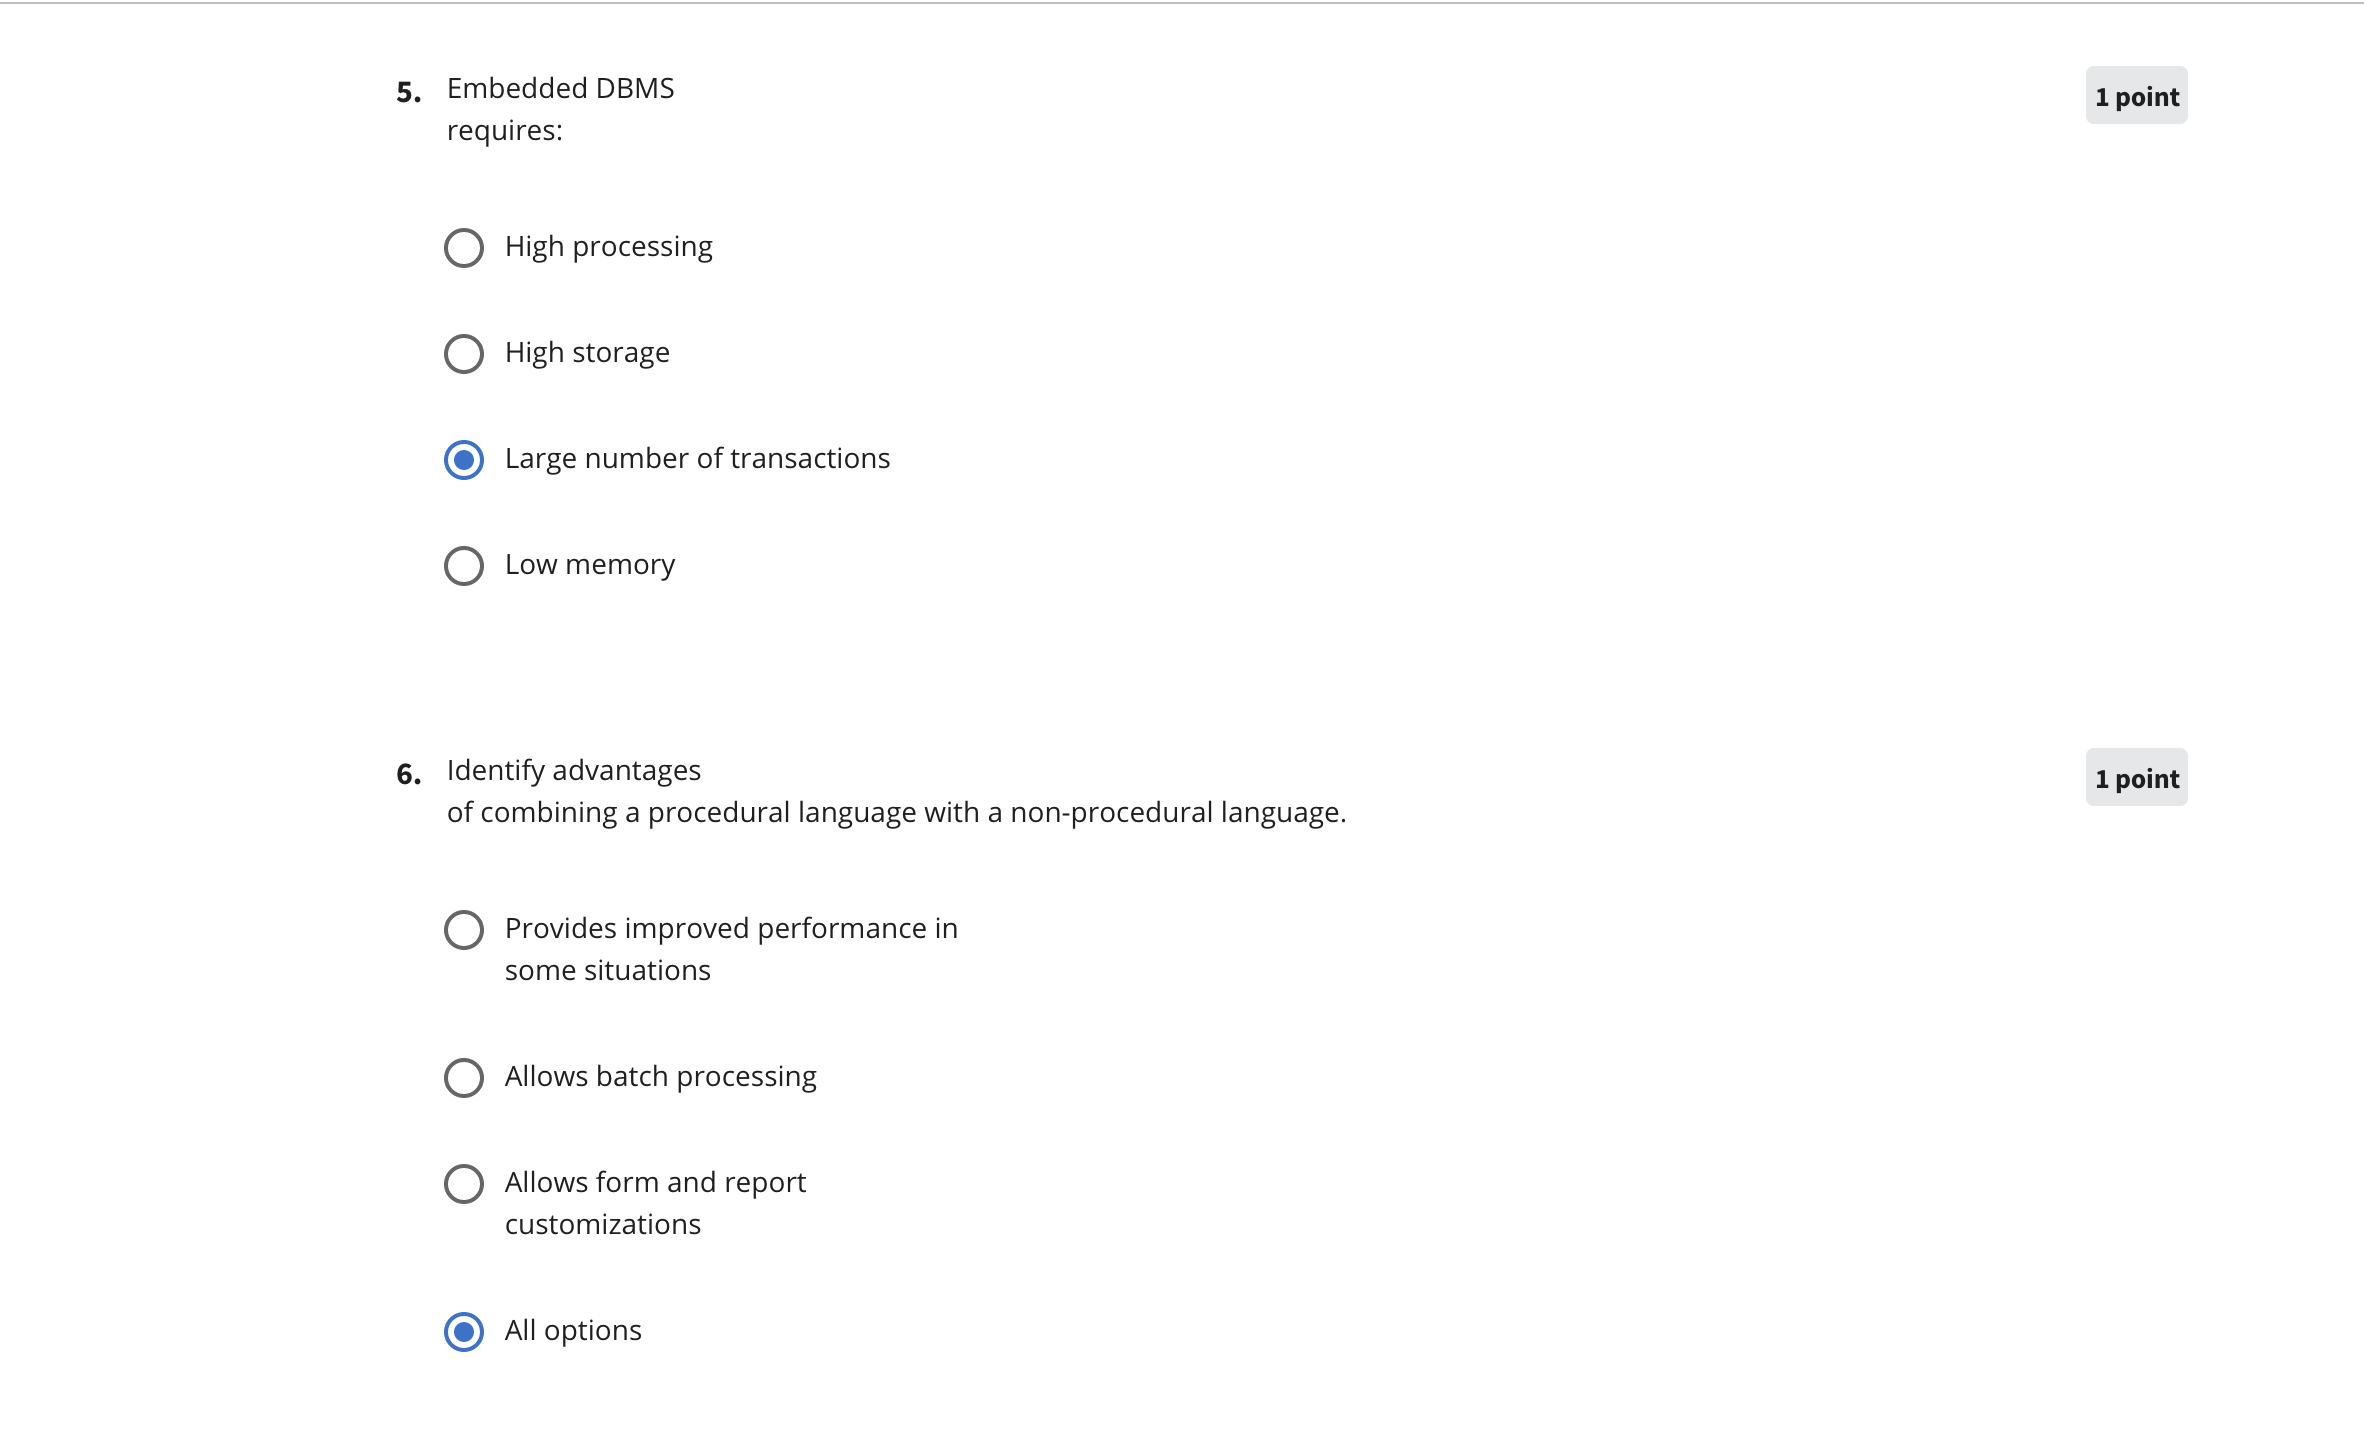 5. Embedded DBMS
1 point
requires:
High processing
High storage
Large number of transactions
Low memory
6. Identify advantages
1 point
of combining a procedural language with a non-procedural language.
Provides improved performance in
some situations
Allows batch processing
Allows form and report
customizations
All options